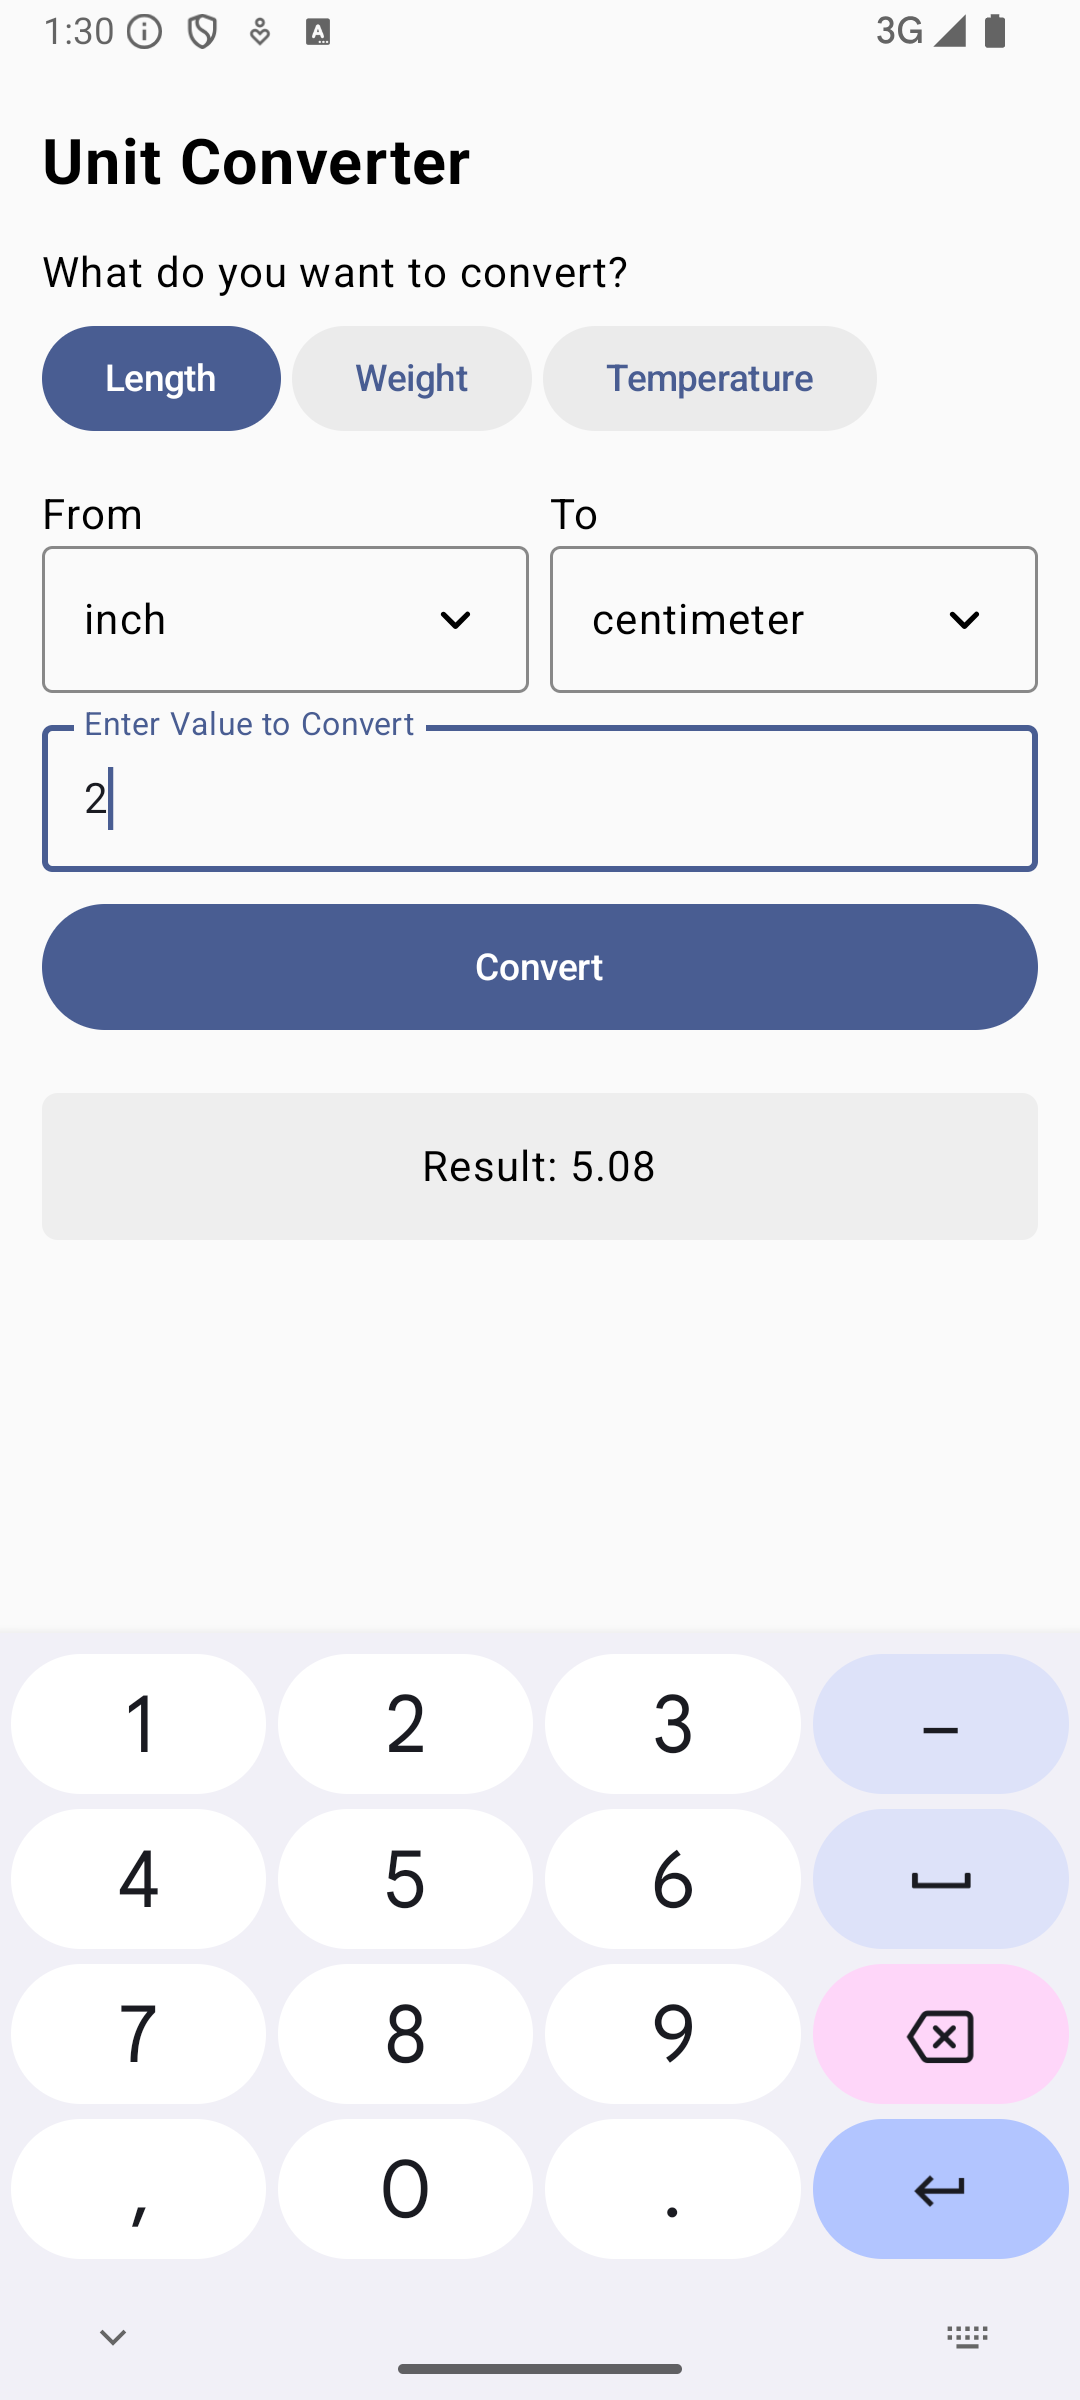 1:30 3G
Unit Converter
What do you want to convert?
Length Weight Temperature
From To
inch centimeter
Enter Value to Convert
2
Convert
Result: 5.08
1 2 3 –
4 5 6
7 8 9
, 0 .